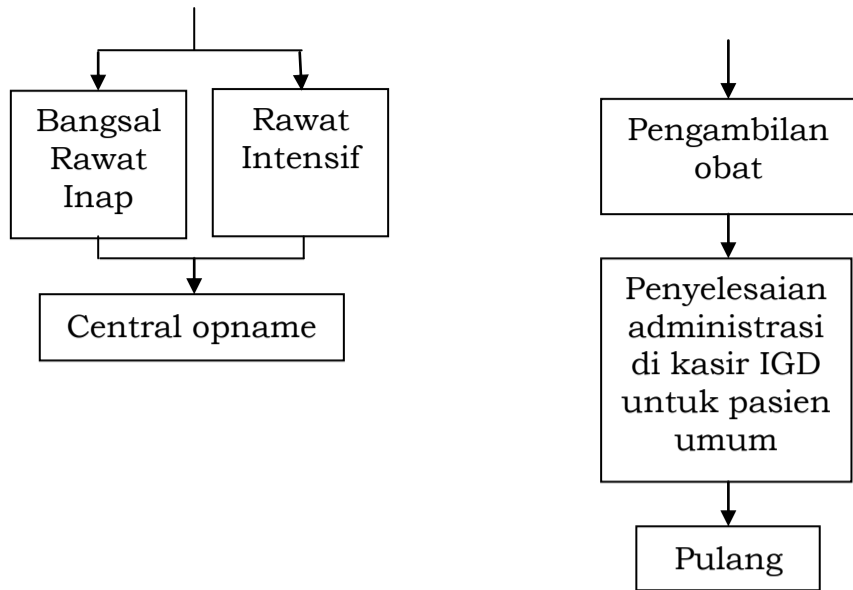 Bangsal
Rawat
Inap
Rawat
Intensif
Central opname
Pengambilan
obat
Penyelesaian
administrasi
di kasir IGD
untuk pasien
umum
Pulang